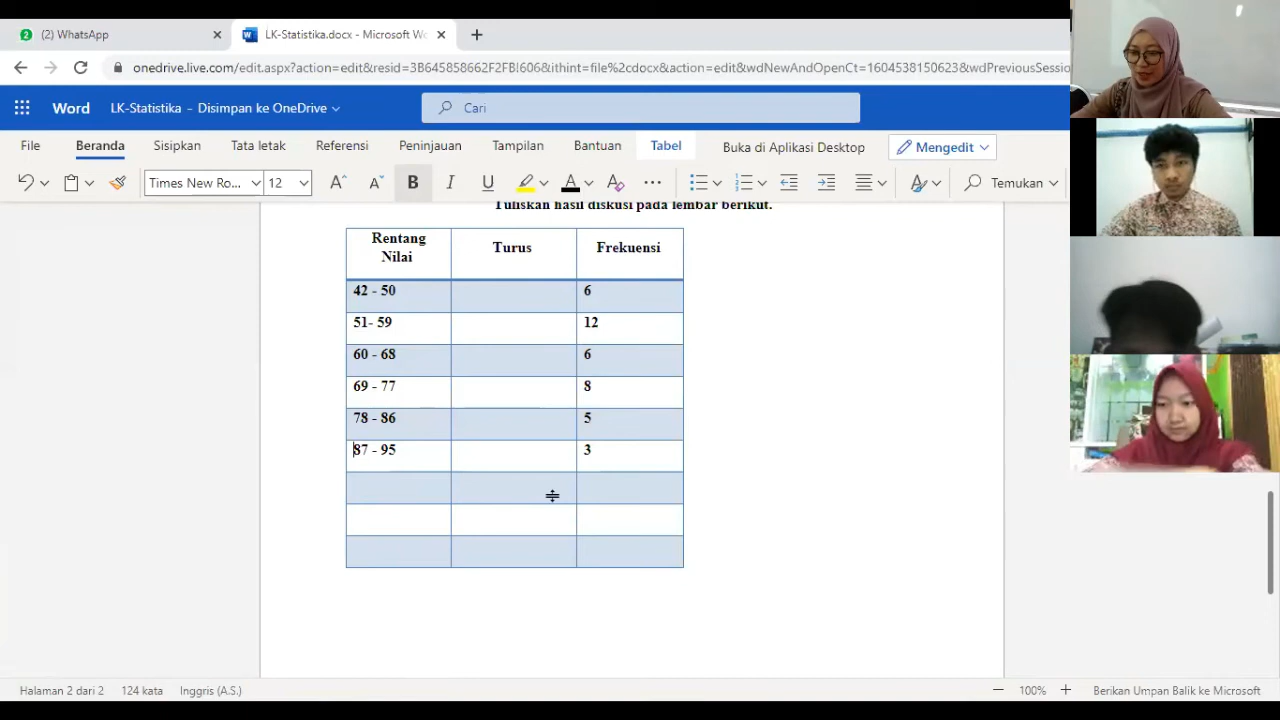 2 (2) WhatsApp
LK-Statistika.docx - Microsoft Wo
onedrive.live.com/edit.aspx?action=edit&resid=3B645858662F2FB!606&ithint=file%2cdocx&action=edit&wdNewAndOpenCt=1604538150623&wdPreviousSessio
Word LK-Statistika - Disimpan ke OneDrive Cari
File Beranda Sisipkan Tata letak Referensi Peninjauan Tampilan Bantuan Tabel Buka di Aplikasi Desktop Mengedit
Times New Ro... 12 A A B I U A A ... Temukan
Tuliskan hasil diskusi pada lembar berikut.
Rentang
Nilai Turus Frekuensi
42 - 50 6
51- 59 12
60 - 68 6
69 - 77 8
78 - 86 5
87 - 95 3
Halaman 2 dari 2 124 kata Inggris (A.S.) 100% Berikan Umpan Balik ke Microsoft